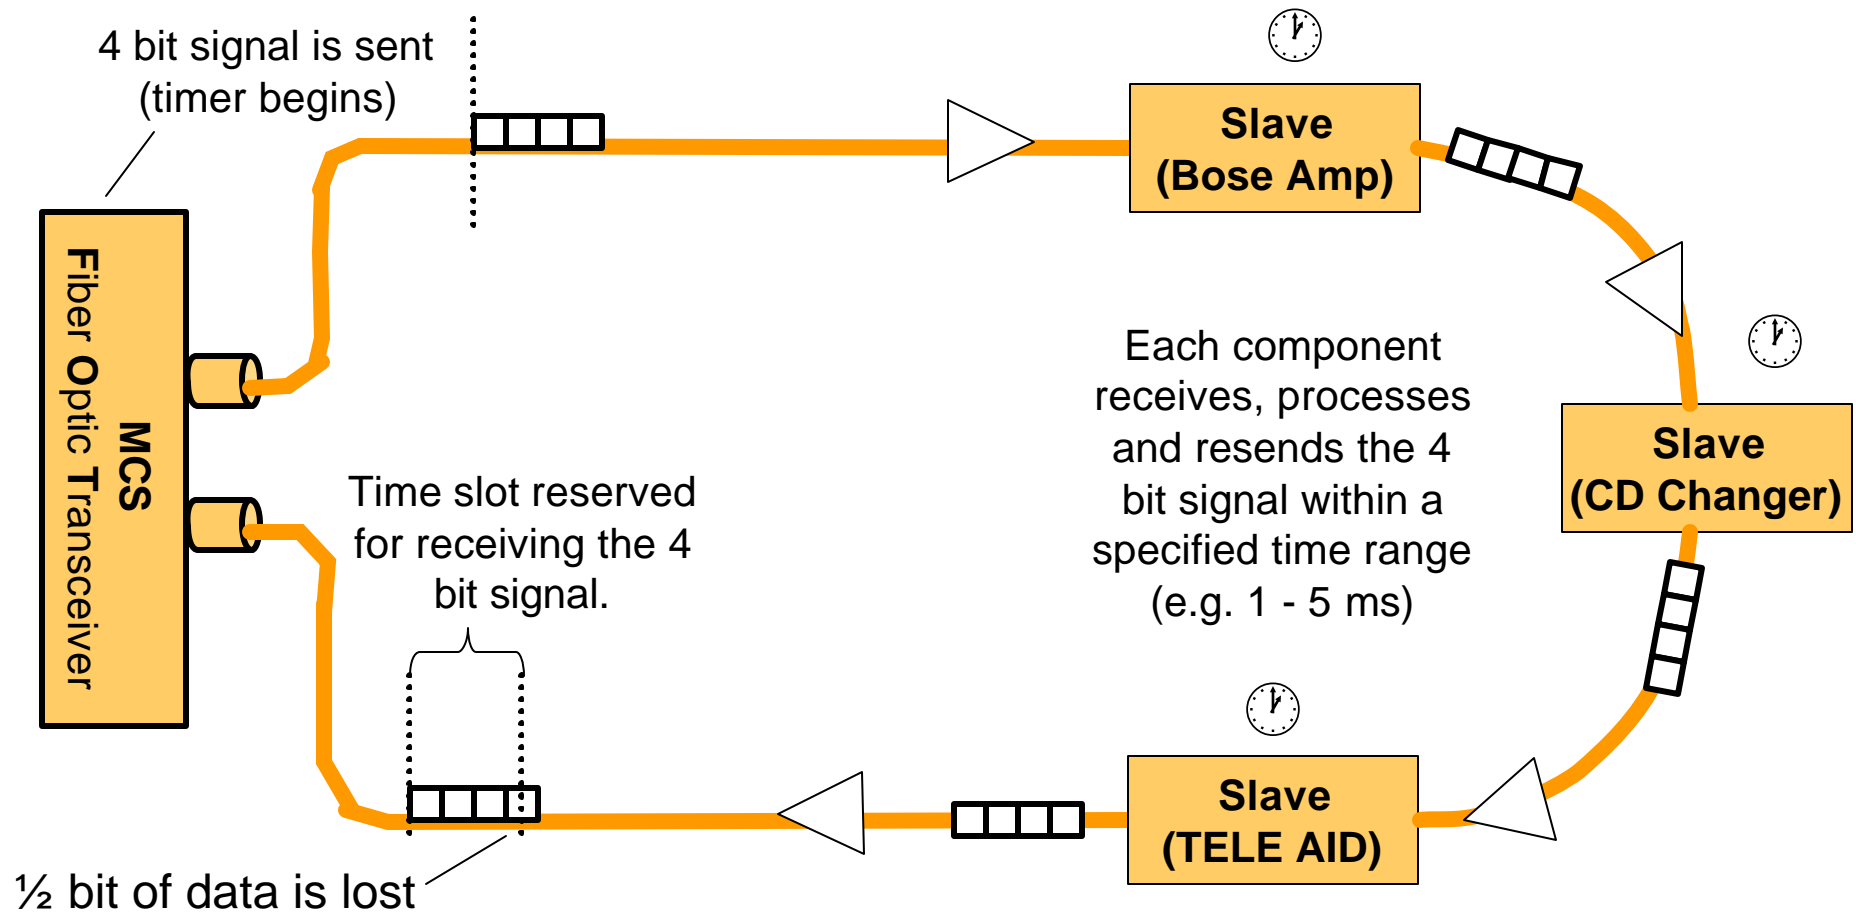 4 bit signal is sent
(timer begins)
Slave
(Bose Amp)
MCS
Fiber Optic Transceiver
Each component
receives, processes
and resends the 4
bit signal within a
specified time range
(e.g. 1 - 5 ms)
Slave
(CD Changer)
Time slot reserved
for receiving the 4
bit signal.
Slave
(TELE AID)
½ bit of data is lost